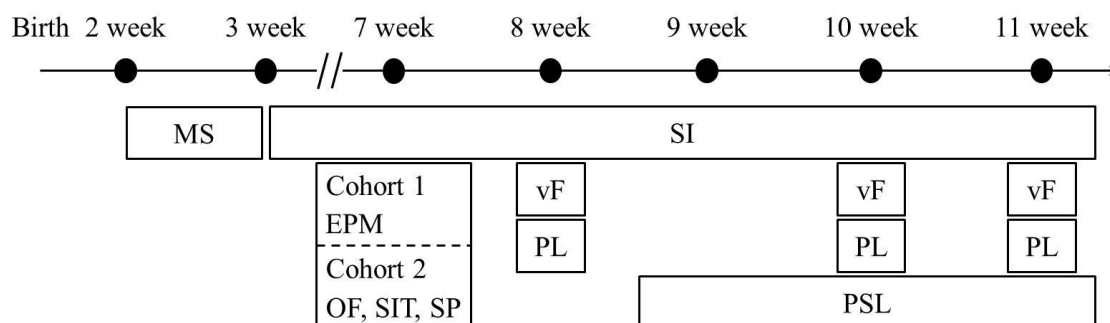 Birth 2 week 3 week 7 week 8 week 9 week 10 week 11 week
MS SI
Cohort 1 vF vF vF
EPM PL PL PL
Cohort 2
OF, SIT, SP PSL